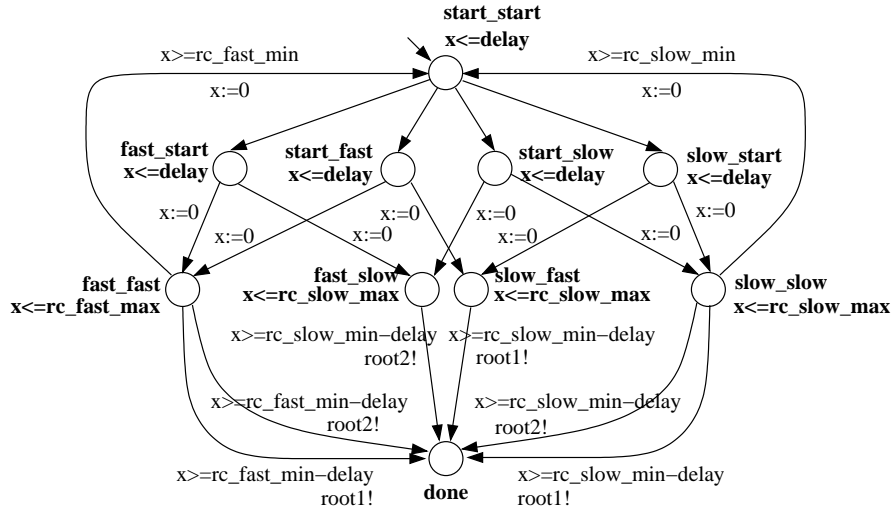 start_start
x<=delay
x>=rc_fast_min
x:=0
x>=rc_slow_min
x:=0
fast_start
x<=delay
start_fast
x<=delay
start_slow
x<=delay
slow_start
x<=delay
x:=0
x:=0
x:=0
x:=0
x:=0
x:=0
x:=0
x:=0
fast_fast
x<=rc_fast_max
fast_slow
x<=rc_slow_max
slow_fast
x<=rc_slow_max
slow_slow
x<=rc_slow_max
x>=rc_slow_min−delay
root2!
x>=rc_slow_min−delay
root1!
x>=rc_fast_min−delay
root2!
x>=rc_slow_min−delay
root2!
x>=rc_fast_min−delay
root1!
done
x>=rc_slow_min−delay
root1!